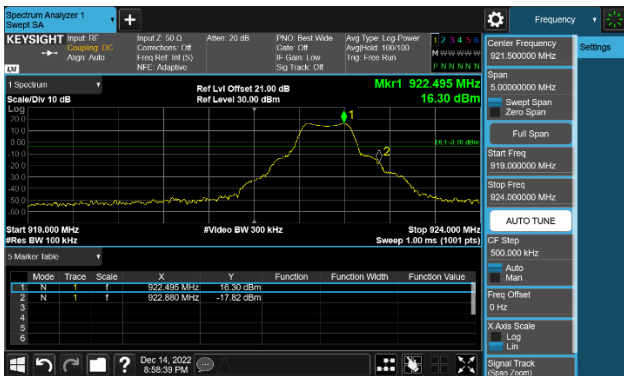 Spectrum Analyzer 1
Swept SA
+
Frequency
KEYSIGHT
Input: RF
Coupling: DC
Align: Auto
Input Z: 50 Ω
Corrections: Off
Freq Ref: Int (S)
NFE: Adaptive
Atten: 20 dB
PNO: Best Wide
Gate: Off
IF Gain: Low
Sig Track: Off
Avg Type: Log-Power
Avg|Hold: 100/100
Trig: Free Run
1 2 3 4 5 6
M W W W W W
P N N N N N
LXI
1 Spectrum
Scale/Div 10 dB
Ref Lvl Offset 21.00 dB
Ref Level 30.00 dBm
Mkr1 922.495 MHz
16.30 dBm
Log
20.0
10.0
0.00
-10.0
-20.0
-30.0
-40.0
-50.0
-60.0
1
2
DL1 -3.70 dBm
Start 919.000 MHz
#Res BW 100 kHz
#Video BW 300 kHz
Stop 924.000 MHz
Sweep 1.00 ms (1001 pts)
5 Marker Table
Mode Trace Scale X Y Function Function Width Function Value
1 N 1 f 922.495 MHz 16.30 dBm
2 N 1 f 922.880 MHz -17.82 dBm
3
4
5
6
Dec 14, 2022
8:58:39 PM
?
Center Frequency
921.500000 MHz
Settings
Span
5.00000000 MHz
Swept Span
Zero Span
Full Span
Start Freq
919.000000 MHz
Stop Freq
924.000000 MHz
AUTO TUNE
CF Step
500.000 kHz
Auto
Man
Freq Offset
0 Hz
X Axis Scale
Log
Lin
Signal Track
(Span Zoom)